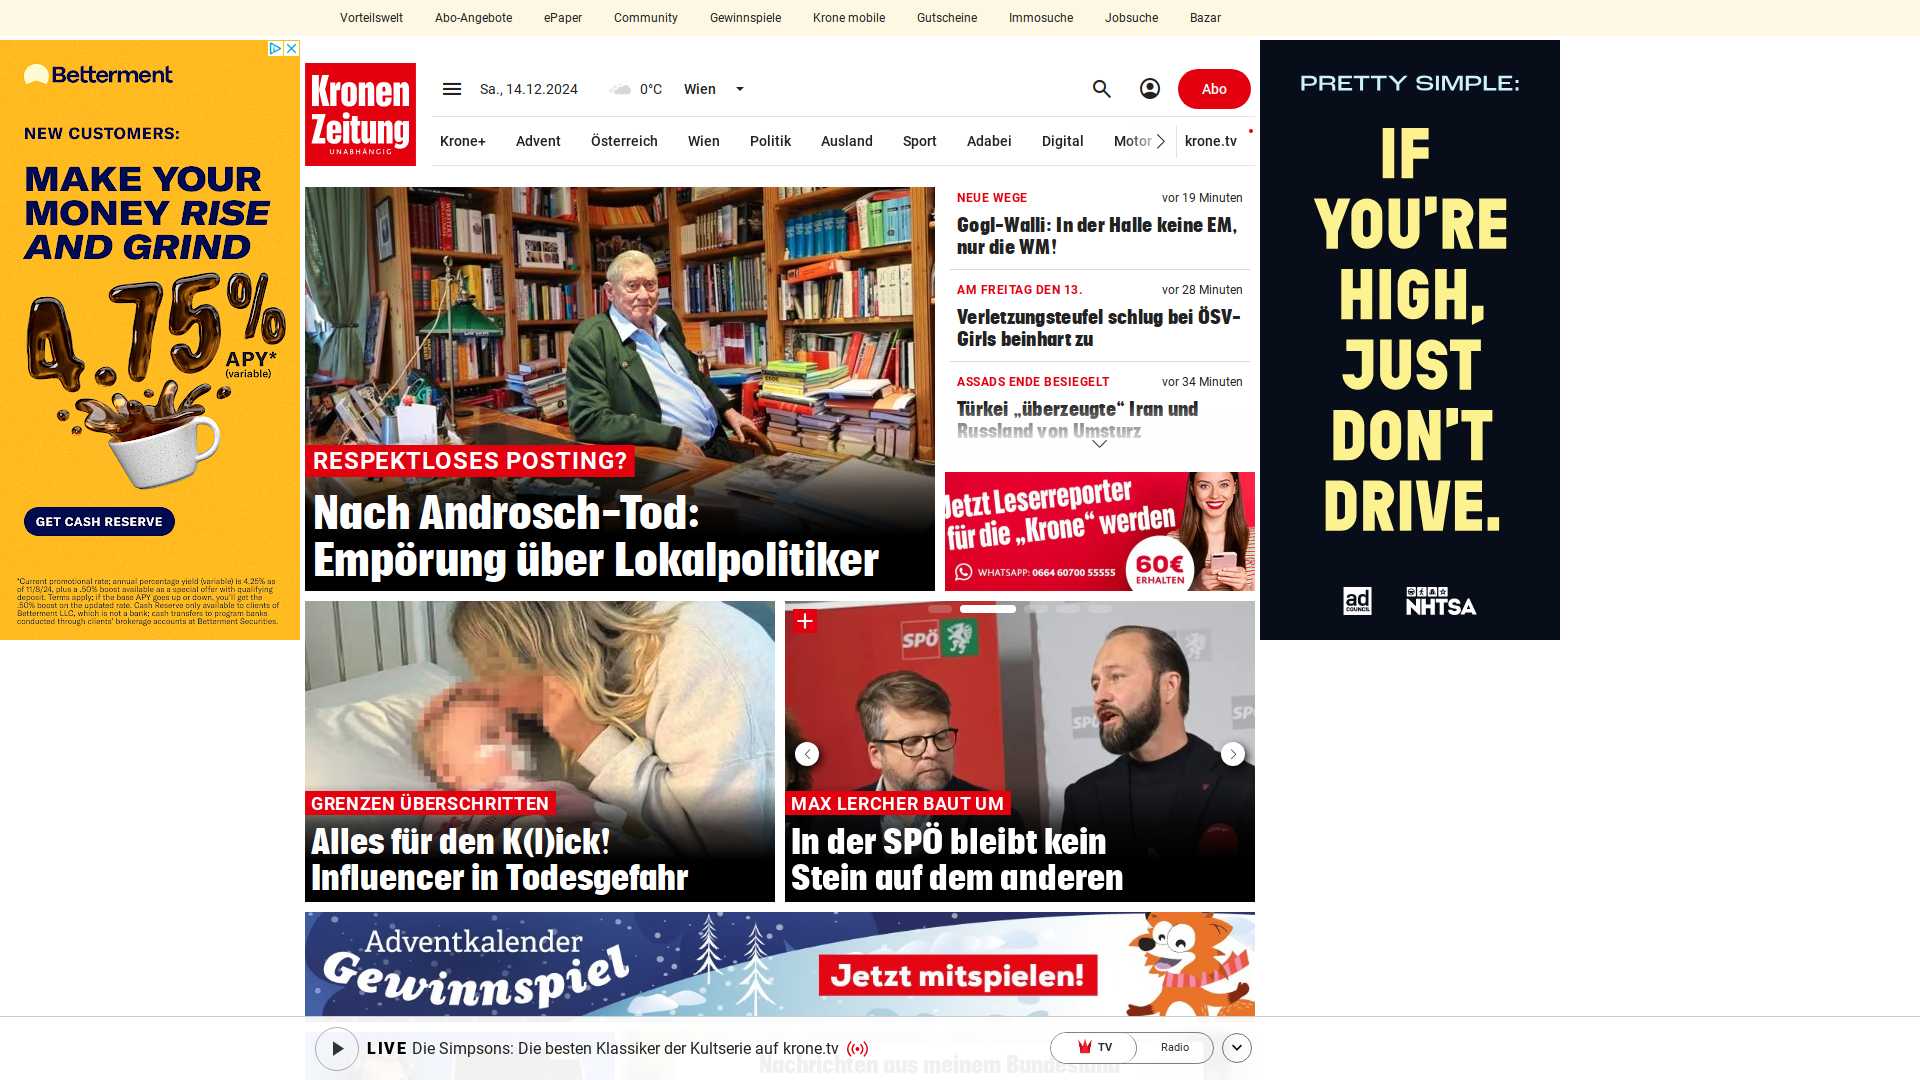 Vorteilswelt Abo-Angebote ePaper Community Gewinnspiele Krone mobile Gutscheine Immosuche Jobsuche Bazar
Betterment
NEW CUSTOMERS:
MAKE YOUR
MONEY RISE
AND GRIND
4.75%
APY*
(variable)
GET CASH RESERVE
*Current promotional rate; annual percentage yield (variable) is 4.25% as
of 11/8/24, plus a .50% boost available as a special offer with qualifying
deposit. Terms apply; if the base APY goes up or down, you'll get the
.50% boost on the updated rate. Cash Reserve only available to clients of
Betterment LLC, which is not a bank; cash transfers to program banks
conducted through clients' brokerage accounts at Betterment Securities.
Kronen
Zeitung
UNABHÄNGIG
Sa., 14.12.2024 0°C Wien
Abo
Krone+ Advent Österreich Wien Politik Ausland Sport Adabei Digital Motor krone.tv
RESPEKTLOSES POSTING?
Nach Androsch-Tod:
Empörung über Lokalpolitiker
NEUE WEGE vor 19 Minuten
Gogl-Walli: In der Halle keine EM,
nur die WM!
AM FREITAG DEN 13. vor 28 Minuten
Verletzungsteufel schlug bei ÖSV-
Girls beinhart zu
ASSADS ENDE BESIEGELT vor 34 Minuten
Türkei „überzeugte“ Iran und
Russland von Umsturz
Jetzt Leserreporter
für die „Krone“ werden
WHATSAPP: 0664 60700 55555
60€
ERHALTEN
GRENZEN ÜBERSCHRITTEN
Alles für den K(l)ick!
Influencer in Todesgefahr
SPÖ
SPÖ
SPÖ
MAX LERCHER BAUT UM
In der SPÖ bleibt kein
Stein auf dem anderen
Adventkalender
Gewinnspiel
Jetzt mitspielen!
LIVE Die Simpsons: Die besten Klassiker der Kultserie auf krone.tv
TV Radio
Nachrichten aus meinem Bundesland
PRETTY SIMPLE:
IF
YOU'RE
HIGH,
JUST
DON'T
DRIVE.
ad
COUNCIL
NHTSA